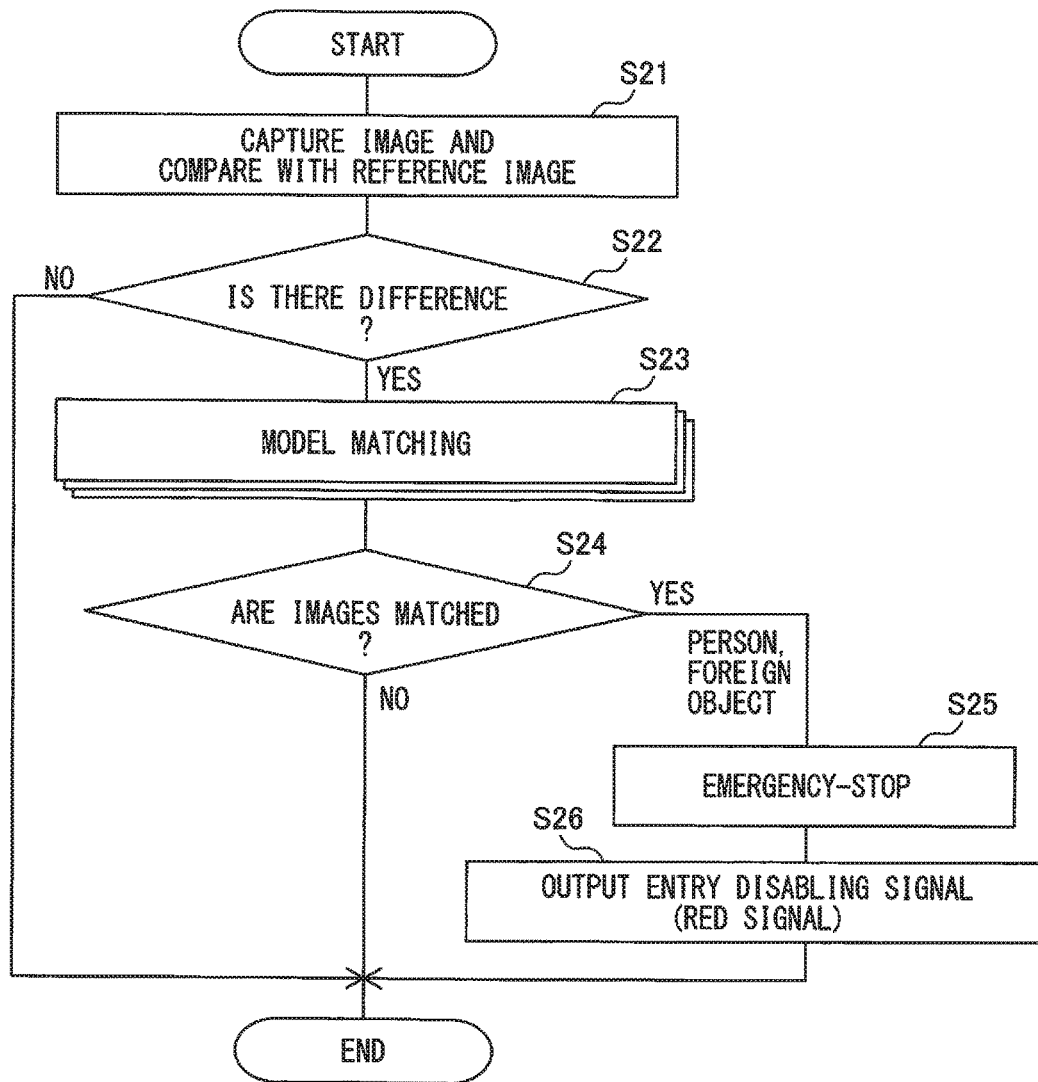 START
S21
CAPTURE IMAGE AND
COMPARE WITH REFERENCE IMAGE
S22
NO
IS THERE DIFFERENCE
?
YES
S23
MODEL MATCHING
S24
YES
ARE IMAGES MATCHED
?
PERSON,
FOREIGN
OBJECT
NO
S25
EMERGENCY-STOP
S26
OUTPUT ENTRY DISABLING SIGNAL
(RED SIGNAL)
END